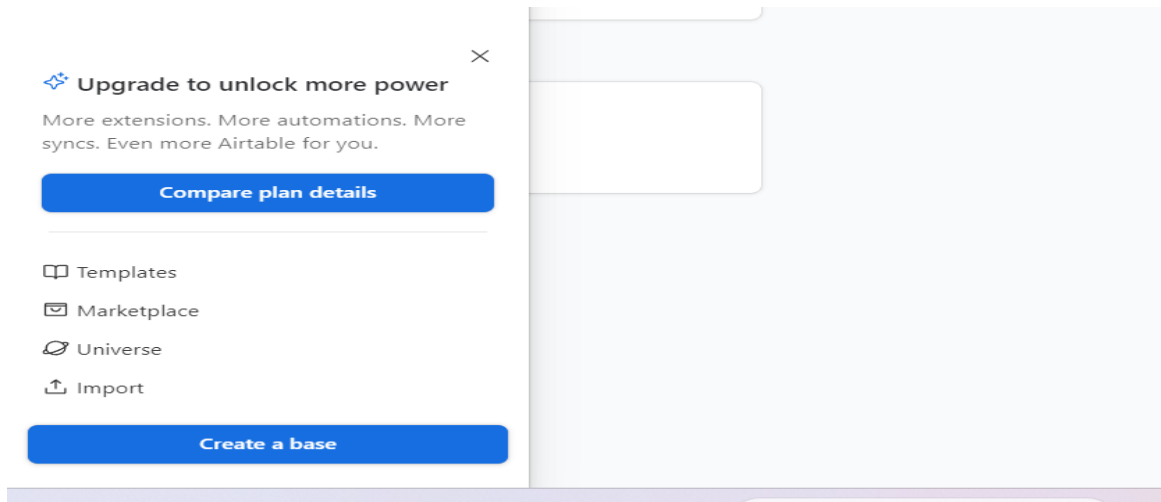 Upgrade to unlock more power
More extensions. More automations. More
syncs. Even more Airtable for you.
Compare plan details
Templates
Marketplace
Universe
Import
Create a base